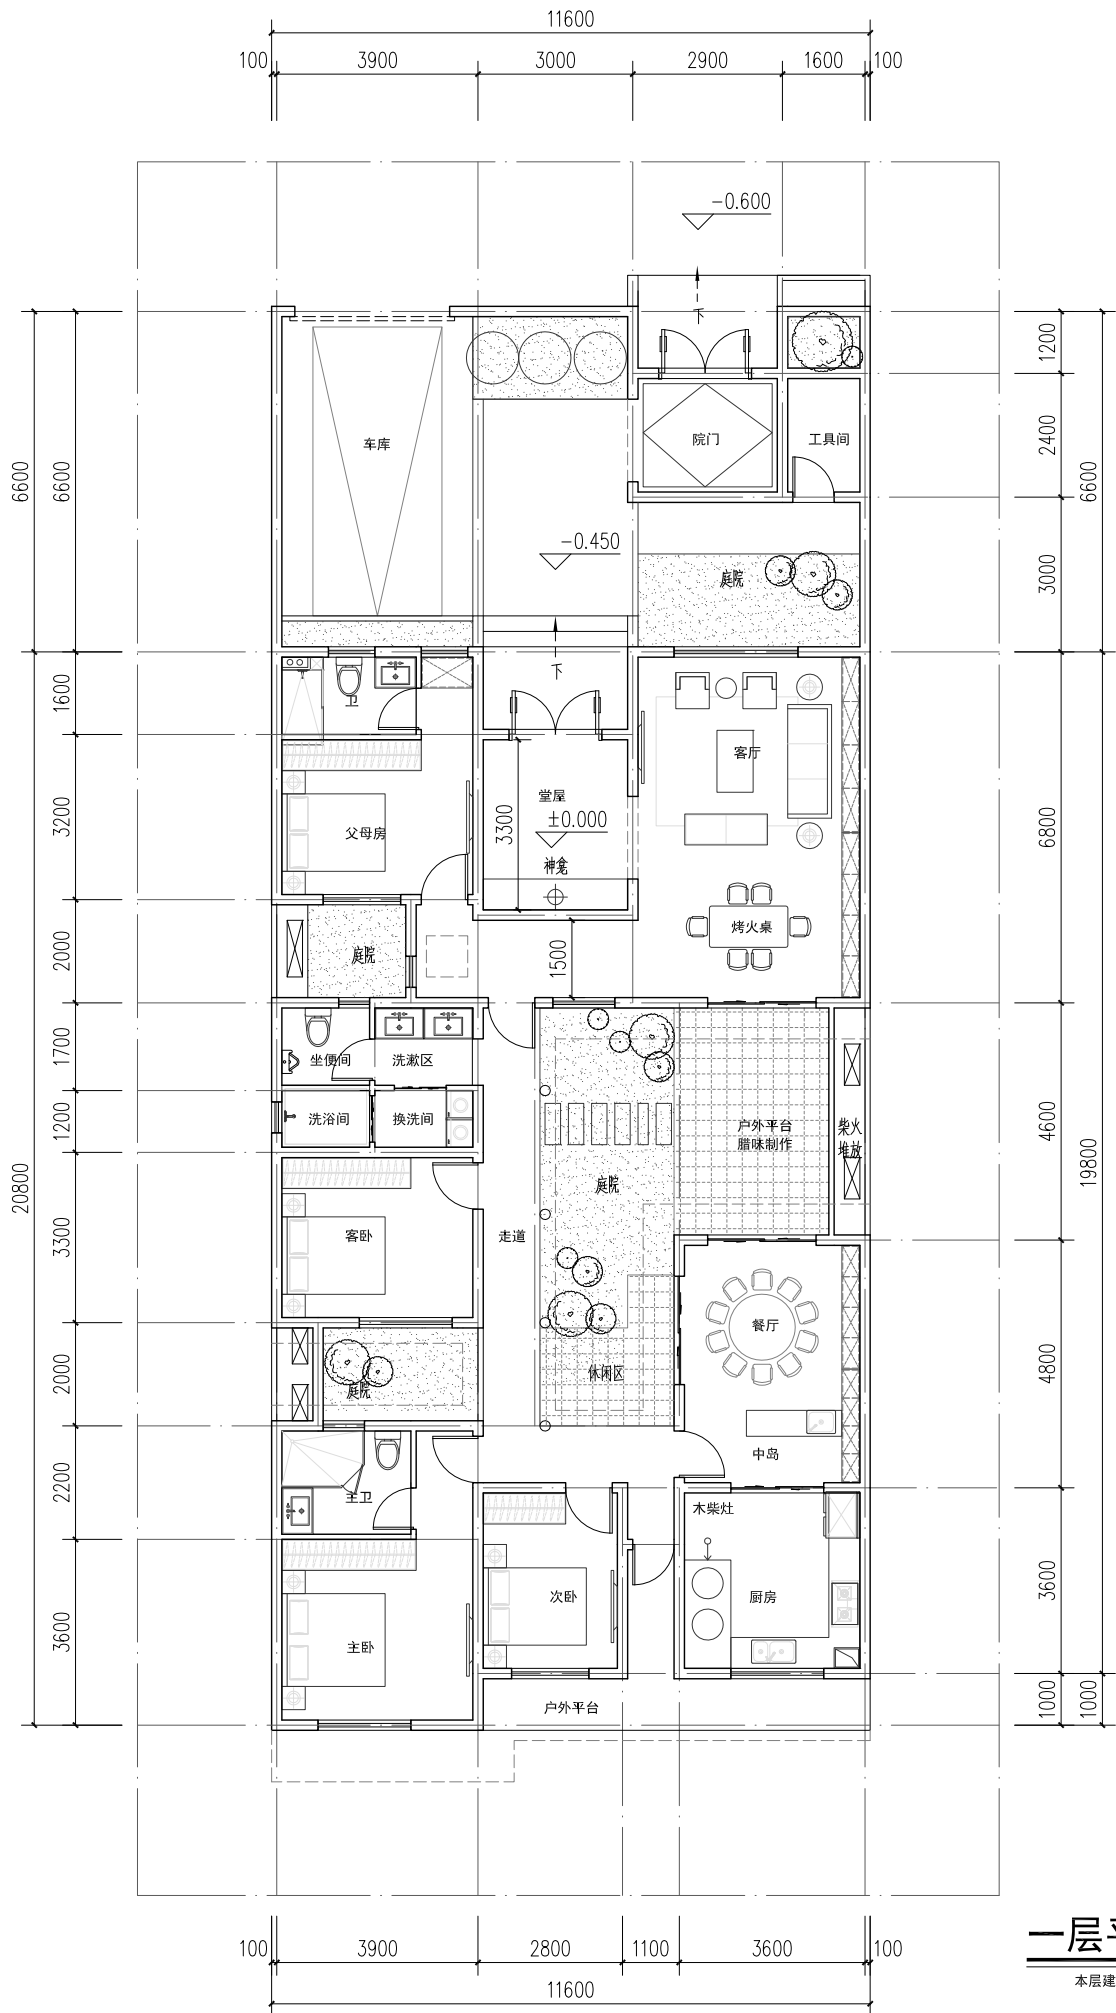 11600
100 3900 3000 2900 1600 100
-0.600
下
1200
车库
院门
工具间
2400
6600
6600
6600
-0.450
庭院
3000
下
卫
1600
客厅
堂屋
3300
±0.000
父母房
3200
神龛
6800
烤火桌
2000
庭院
1500
1700
坐便间
洗漱区
1200
洗浴间
换洗间
户外平台
腊味制作
柴火
堆放
4600
19800
20800
庭院
3300
客卧
走道
餐厅
2000
庭院
休闲区
4800
中岛
2200
主卫
木柴灶
次卧
厨房
3600
3600
主卧
户外平台
1000
1000
一层
本层建
100 3900 2800 1100 3600 100
11600